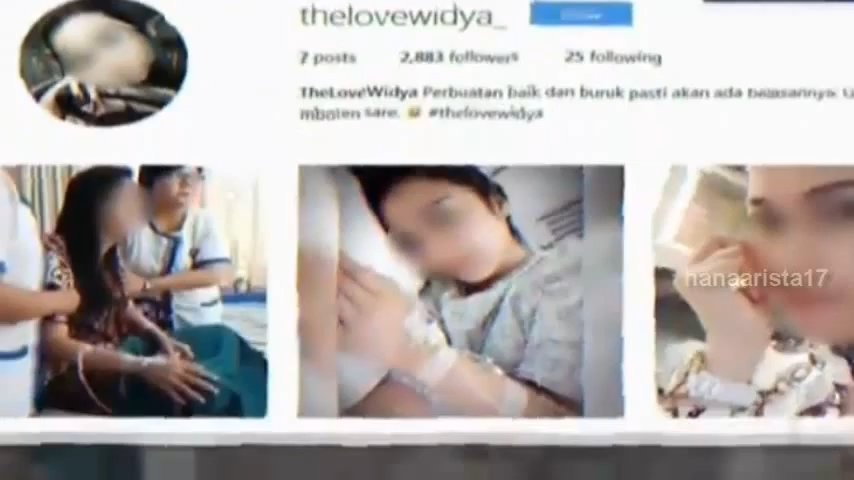 thelovewidya_
Follow
7 posts 2,883 followers 25 following
TheLoveWidya Perbuatan baik dan buruk pasti akan ada balasannya.
mboten sare. #thelovewidya
hanaarista17